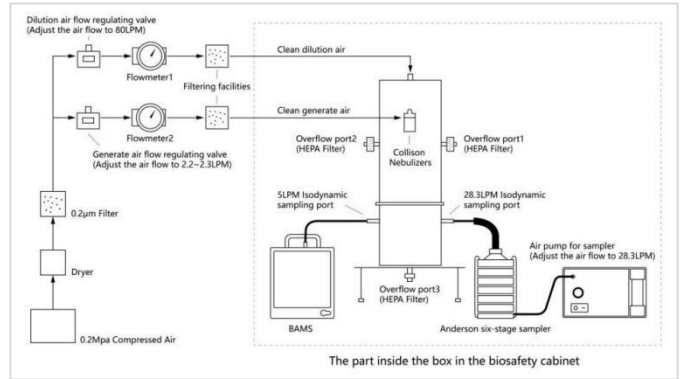 Dilution air flow regulating valve
(Adjust the air flow to 80LPM)
Flowmeter1
Clean dilution air
Filtering facilities
Clean generate air
Flowmeter2
Generate air flow regulating valve
(Adjust the air flow to 2.2~2.3LPM)
Overflow port2
(HEPA Filter)
Collison
Nebulizers
Overflow port1
(HEPA Filter)
5LPM Isodynamic
sampling port
28.3LPM Isodynamic
sampling port
0.2μm Filter
Dryer
0.2Mpa Compressed Air
Air pump for sampler
(Adjust the air flow to 28.3LPM)
Overflow port3
(HEPA Filter)
BAMS
Anderson six-stage sampler
The part inside the box in the biosafety cabinet